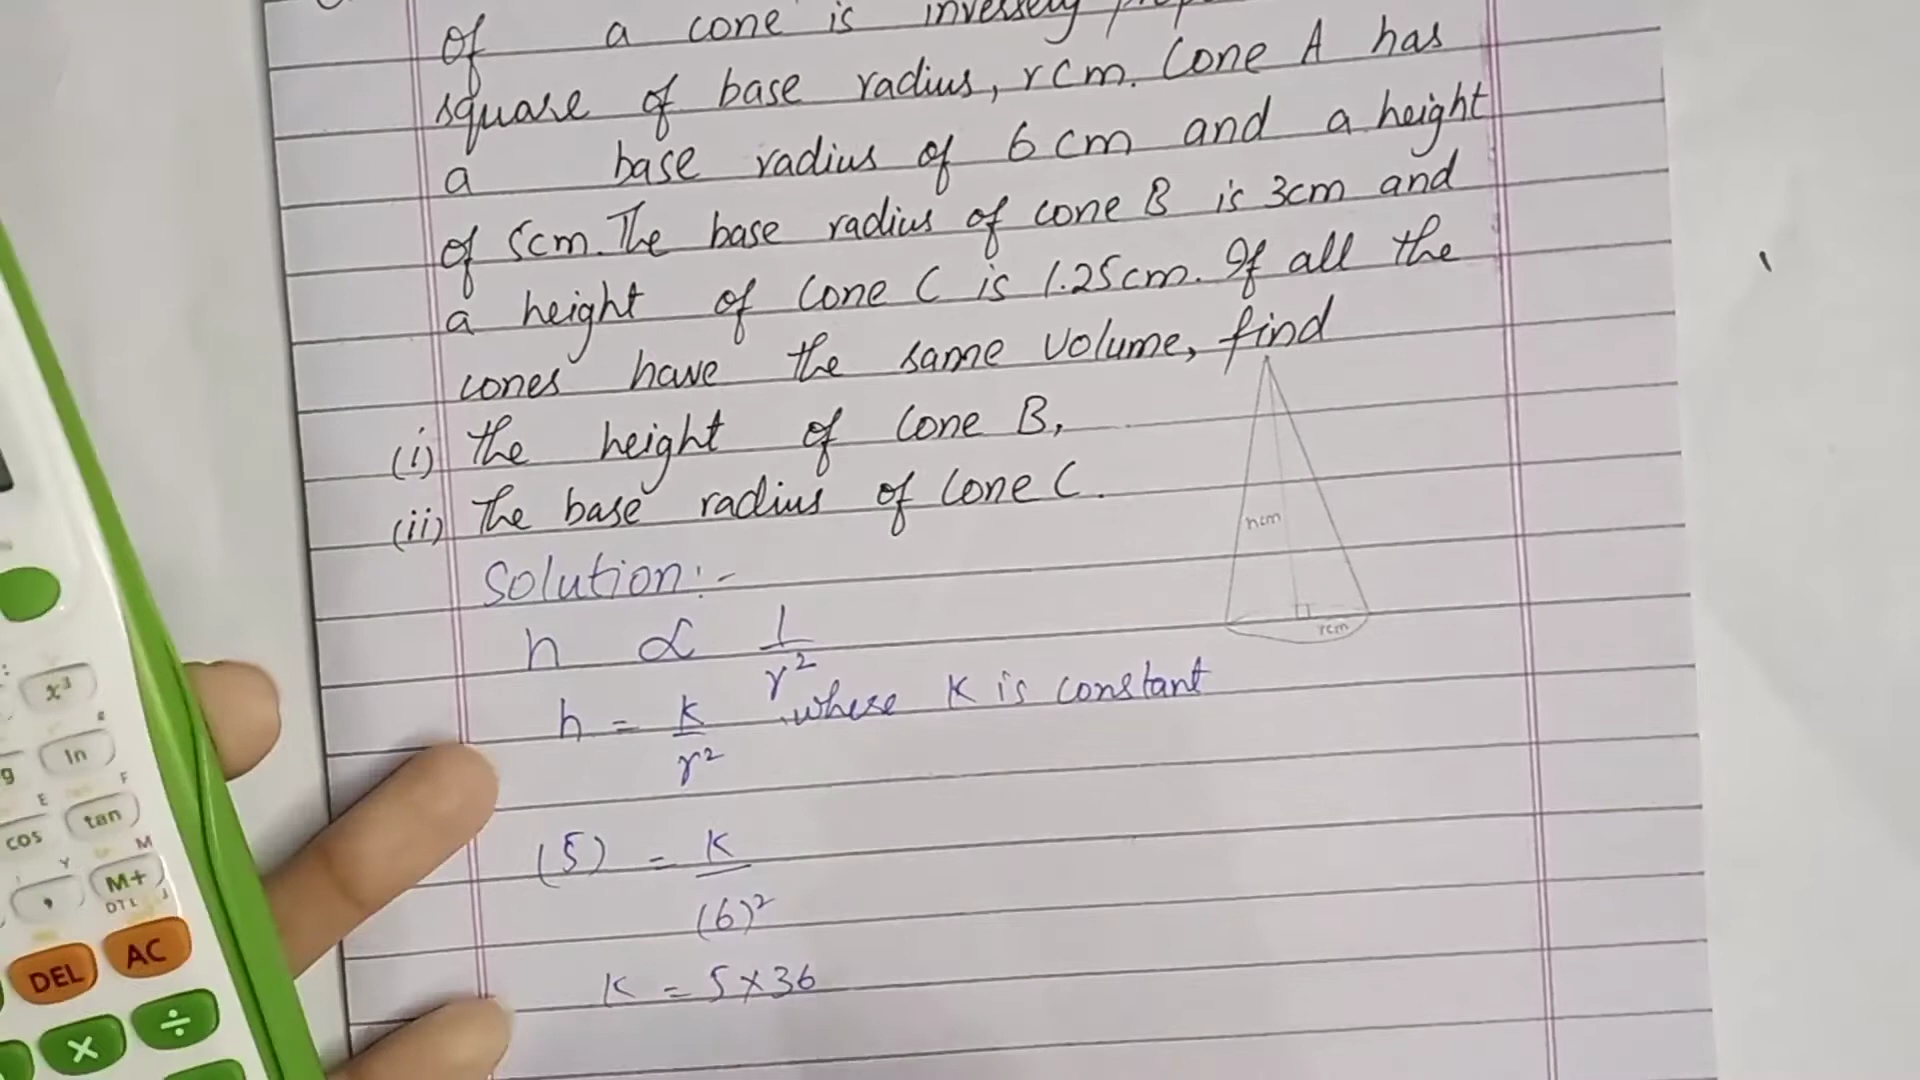 of a cone is inversely
square of base radius, r cm. Cone A has
a base radius of 6 cm and a height
of 5cm. The base radius of cone B is 3cm and
a height of Cone C is 1.25cm. If all the
cones have the same volume, find
(i) the height of Cone B,
(ii) The base radius of Cone C.
hcm
rcm
Solution:-
h ∝ 1/r²
h = k/r² where K is constant
(5) = K/(6)²
K = 5×36
x³
ln
E
F
cos
tan
Y
M
,
M+
DEL
AC
×
÷